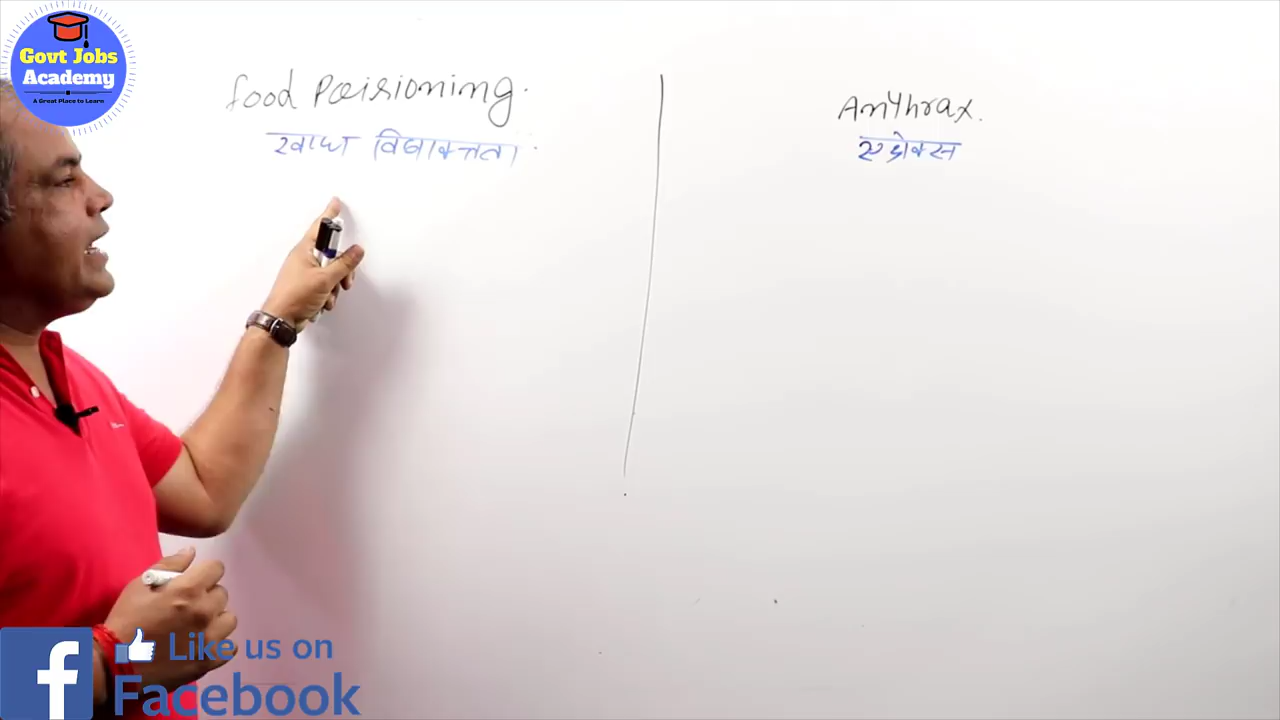 Govt Jobs
Academy
A Great Place to Learn
food Poisioning.
खाद्य विषाक्तता.
Anthrax.
एंथ्रेक्स
Like us on
Facebook